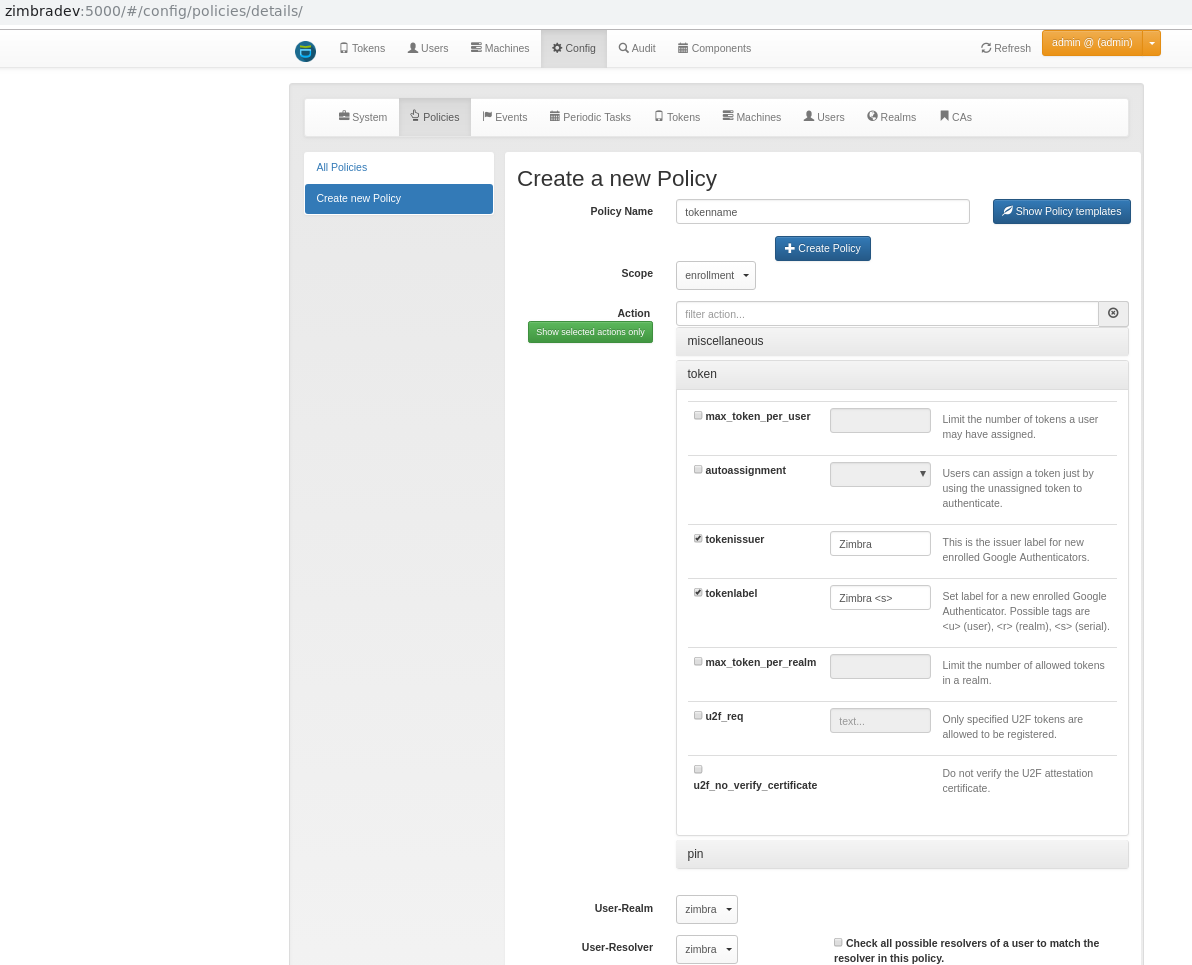 zimbradev:5000/#/config/policies/details/
Tokens Users Machines Config Audit Components Refresh admin @ (admin)
System Policies Events Periodic Tasks Tokens Machines Users Realms CAs
All Policies
Create new Policy
Create a new Policy
Policy Name tokenname Show Policy templates
Create Policy
Scope enrollment
Action filter action...
Show selected actions only
miscellaneous
token
max_token_per_user Limit the number of tokens a user
may have assigned.
autoassignment Users can assign a token just by
using the unassigned token to
authenticate.
tokenissuer Zimbra This is the issuer label for new
enrolled Google Authenticators.
tokenlabel Zimbra <s> Set label for a new enrolled Google
Authenticator. Possible tags are
<u> (user), <r> (realm), <s> (serial).
max_token_per_realm Limit the number of allowed tokens
in a realm.
u2f_req text... Only specified U2F tokens are
allowed to be registered.
u2f_no_verify_certificate Do not verify the U2F attestation
certificate.
pin
User-Realm zimbra
User-Resolver zimbra Check all possible resolvers of a user to match the
resolver in this policy.